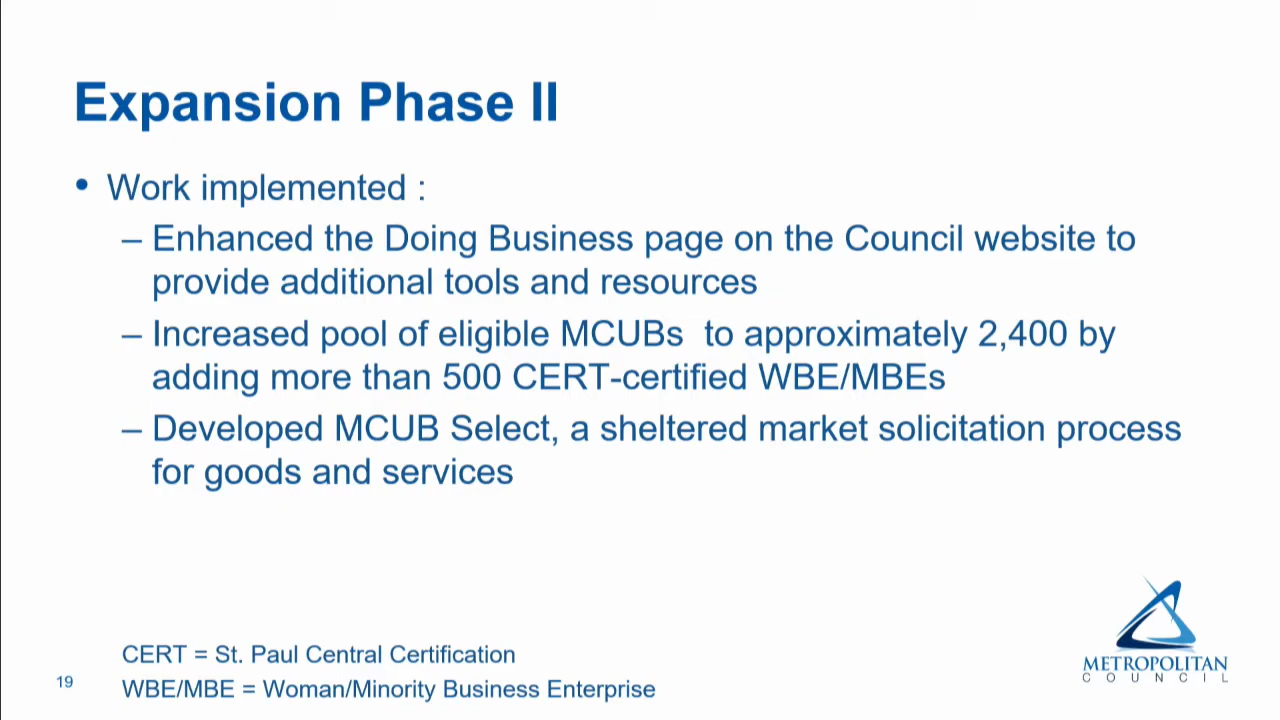 Expansion Phase II
• Work implemented :
– Enhanced the Doing Business page on the Council website to
provide additional tools and resources
– Increased pool of eligible MCUBs  to approximately 2,400 by
adding more than 500 CERT-certified WBE/MBEs
– Developed MCUB Select, a sheltered market solicitation process
for goods and services
CERT = St. Paul Central Certification
WBE/MBE = Woman/Minority Business Enterprise
19
METROPOLITAN
COUNCIL